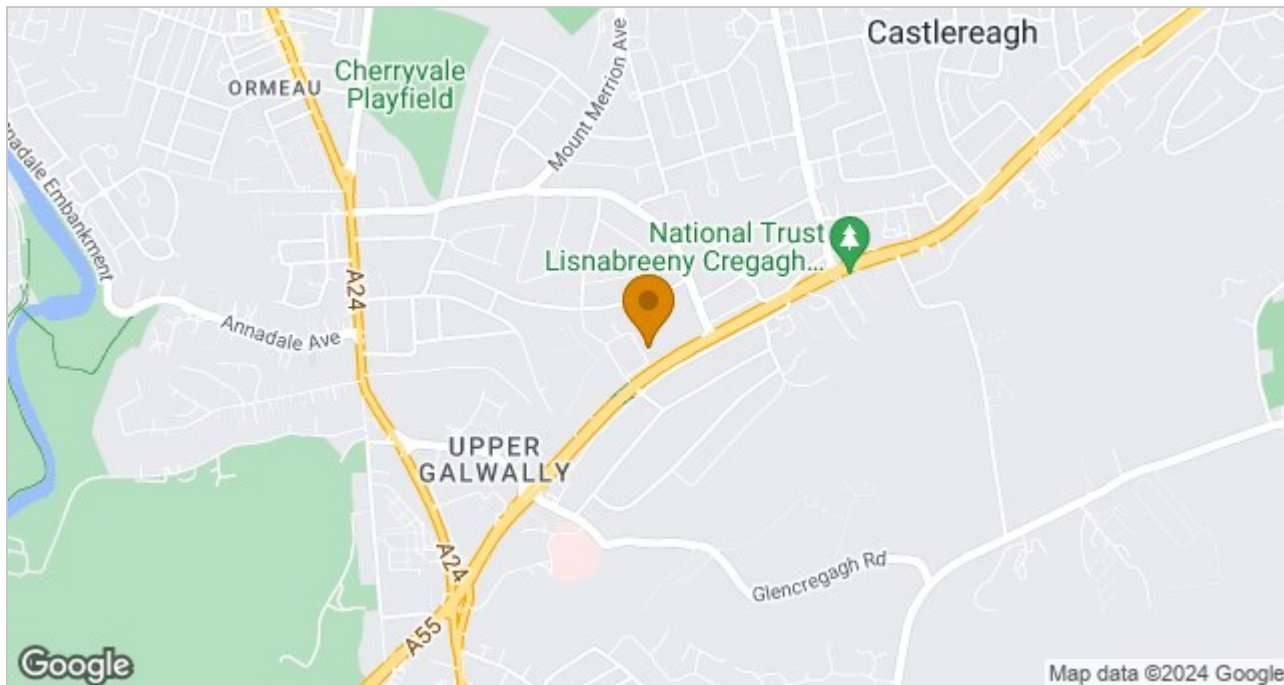 Castlereagh
Cherryvale
Playfield
ORMEAU
Mount Merrion Ave
nadale Embankment
National Trust
Lisnabreeny Cregagh...
A24
Annadale Ave
UPPER
GALWALLY
A24
Glencregagh Rd
A55
Google
Map data ©2024 Google